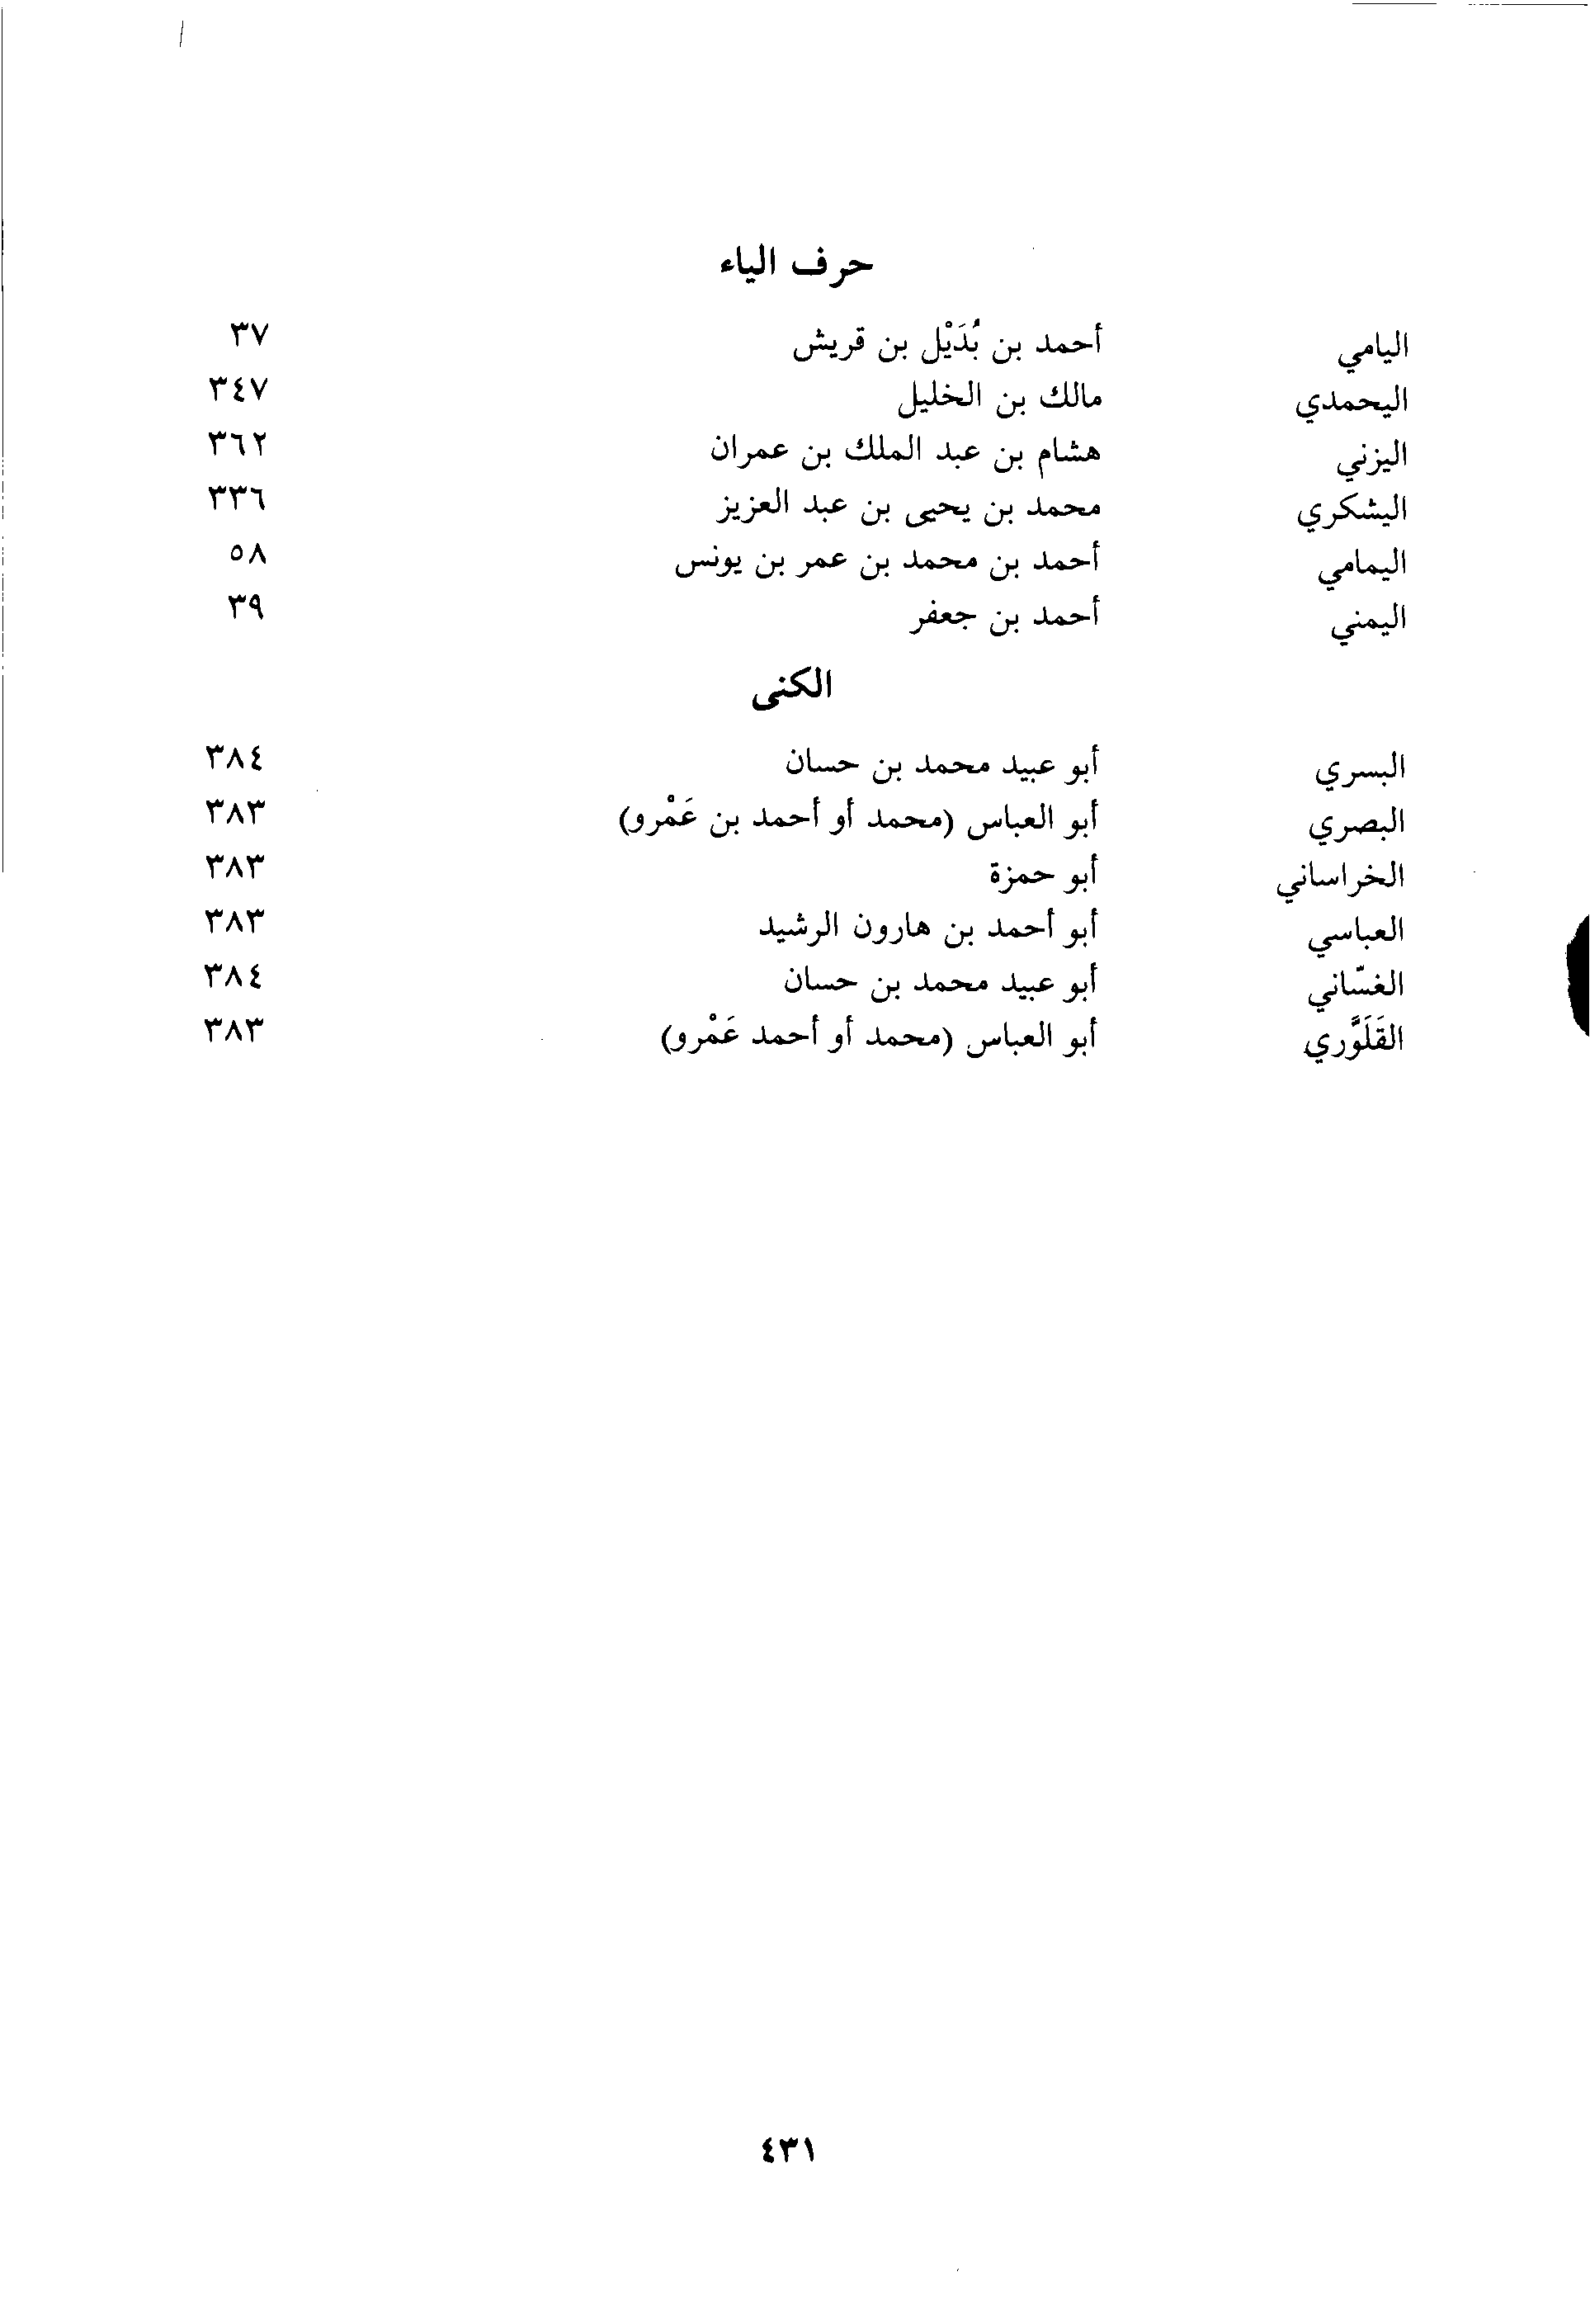 حرف الياء
اليامي أحمد بن بُدَيْل بن قريش ٣٧
اليحمدي مالك بن الخليل ٣٤٧
اليزني هشام بن عبد الملك بن عمران ٣٦٢
اليشكري محمد بن يحيى بن عبد العزيز ٣٣٦
اليمامي أحمد بن محمد بن عمر بن يونس ٥٨
اليمني أحمد بن جعفر ٣٩
الكنى
البسري أبو عبيد محمد بن حسان ٣٨٤
البصري أبو العباس (محمد أو أحمد بن عَمْرو) ٣٨٣
الخراساني أبو حمزة ٣٨٣
العباسي أبو أحمد بن هارون الرشيد ٣٨٣
الغسّاني أبو عبيد محمد بن حسان ٣٨٤
القَلَوَّري أبو العباس (محمد أو أحمد عَمْرو) ٣٨٣
٤٣١